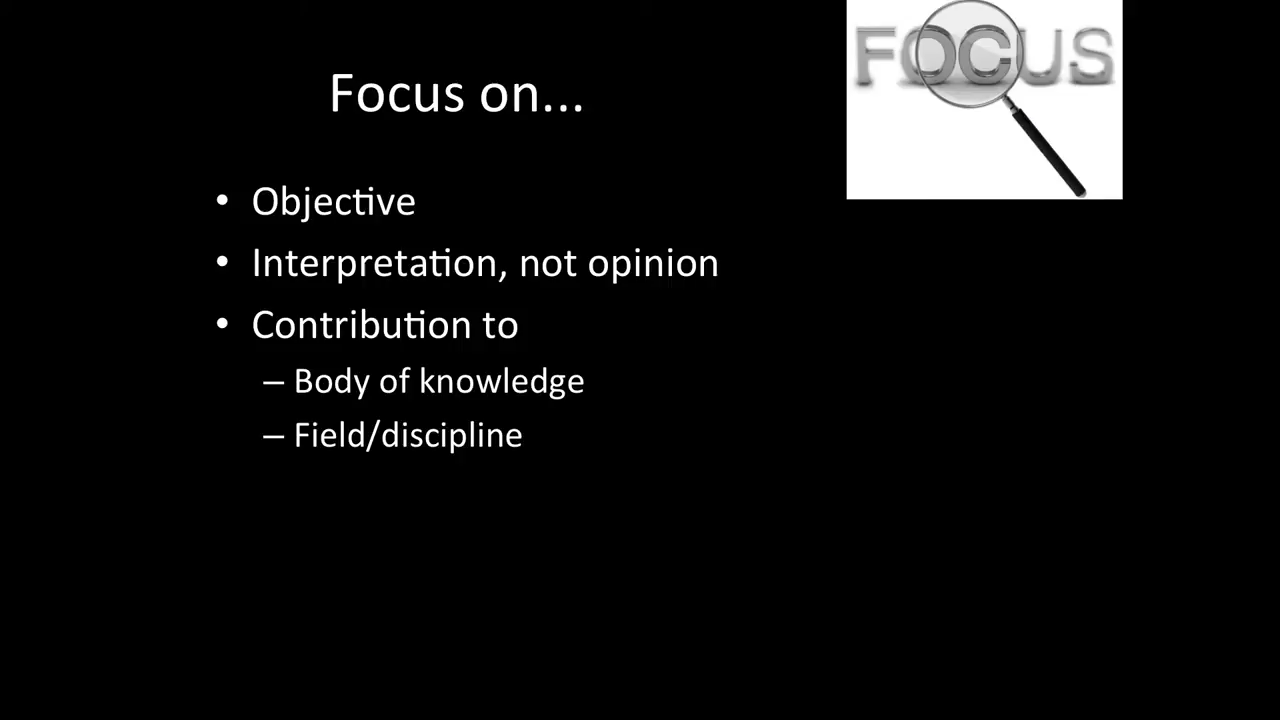 FOCUS
Focus on...
• Objective
• Interpretation, not opinion
• Contribution to
– Body of knowledge
– Field/discipline